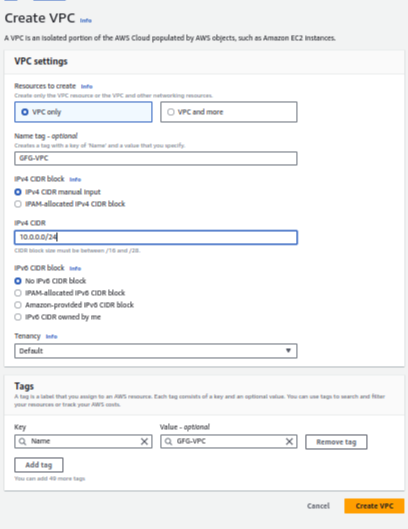 Create VPC Info
A VPC is an isolated portion of the AWS Cloud populated by AWS objects, such as Amazon EC2 instances.
VPC settings
Resources to create Info
Create only the VPC resource or the VPC and other networking resources.
VPC only
VPC and more
Name tag - optional
Creates a tag with a key of 'Name' and a value that you specify.
GFG-VPC
IPv4 CIDR block Info
IPv4 CIDR manual input
IPAM-allocated IPv4 CIDR block
IPv4 CIDR
10.0.0.0/24
CIDR block size must be between /16 and /28.
IPv6 CIDR block Info
No IPv6 CIDR block
IPAM-allocated IPv6 CIDR block
Amazon-provided IPv6 CIDR block
IPv6 CIDR owned by me
Tenancy Info
Default
Tags
A tag is a label that you assign to an AWS resource. Each tag consists of a key and an optional value. You can use tags to search and filter
your resources or track your AWS costs.
Key
Value - optional
Name
GFG-VPC
Remove tag
Add tag
You can add 49 more tags.
Cancel
Create VPC